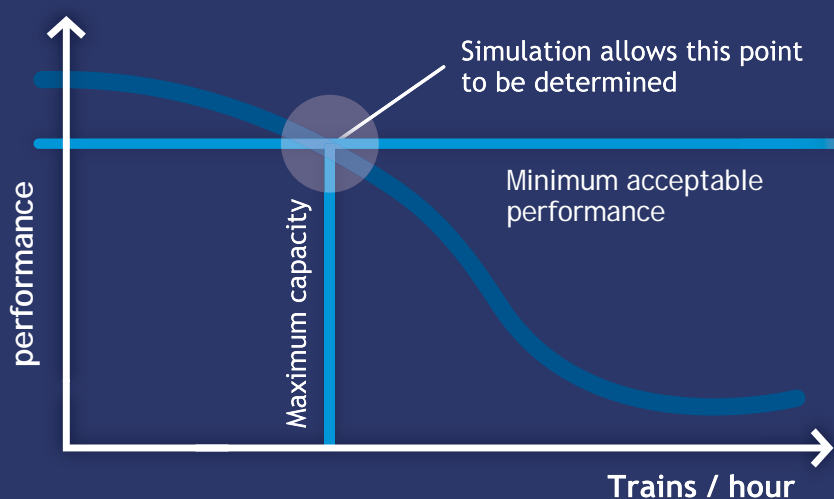 Simulation allows this point
to be determined
Minimum acceptable
performance
performance
Maximum capacity
Trains / hour